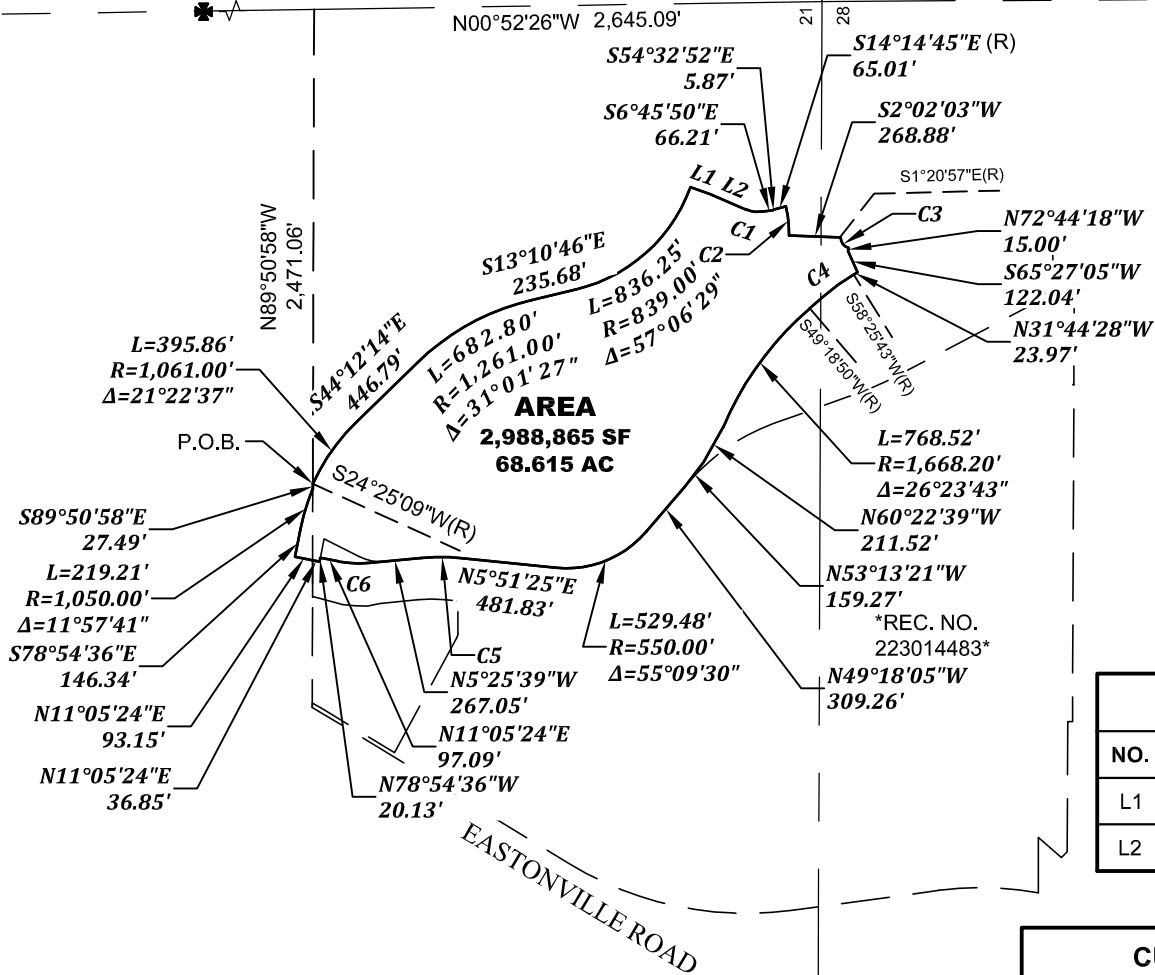 N00°52'26"W 2,645.09'
21
28
S54°32'52"E
5.87'
S14°14'45"E (R)
65.01'
S6°45'50"E
66.21'
S2°02'03"W
268.88'
S1°20'57"E(R)
L1 L2
C1
C2
C3
C4
N72°44'18"W
15.00'
S65°27'05"W
122.04'
N31°44'28"W
23.97'
N89°50'58"W
2,471.06'
S13°10'46"E
235.68'
L=836.25'
R=839.00'
Δ=57°06'29"
S58°25'43"W(R)
S49°18'50"W(R)
L=395.86'
R=1,061.00'
Δ=21°22'37"
S44°12'14"E
446.79'
L=682.80'
R=1,261.00'
Δ=31°01'27"
AREA
2,988,865 SF
68.615 AC
P.O.B.
S24°25'09"W(R)
L=768.52'
R=1,668.20'
Δ=26°23'43"
S89°50'58"E
27.49'
N60°22'39"W
211.52'
L=219.21'
R=1,050.00'
Δ=11°57'41"
C6
N5°51'25"E
481.83'
N53°13'21"W
159.27'
*REC. NO.
223014483*
L=529.48'
R=550.00'
Δ=55°09'30"
S78°54'36"E
146.34'
C5
N5°25'39"W
267.05'
N49°18'05"W
309.26'
N11°05'24"E
93.15'
N11°05'24"E
97.09'
N11°05'24"E
36.85'
N78°54'36"W
20.13'
NO.
L1
L2
EASTONVILLE ROAD